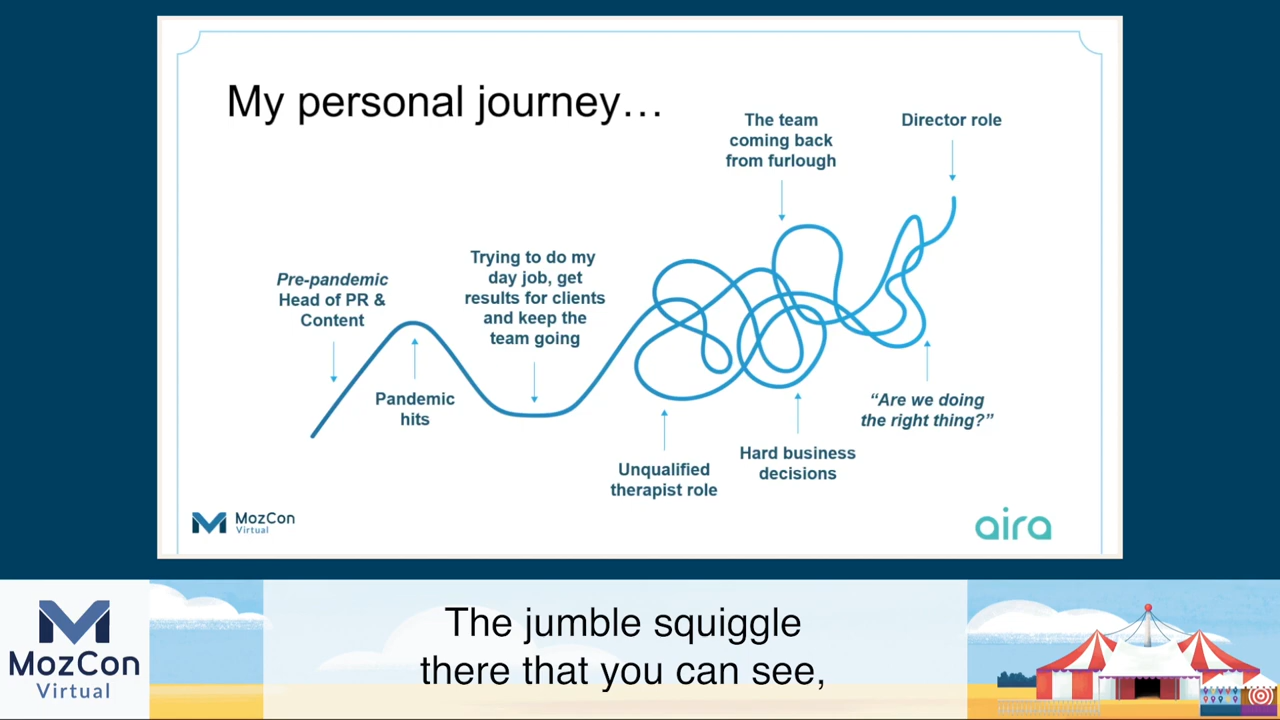 My personal journey…
The team
coming back
from furlough
Director role
Pre-pandemic
Head of PR &
Content
Trying to do my
day job, get
results for clients
and keep the
team going
Pandemic
hits
Unqualified
therapist role
Hard business
decisions
“Are we doing
the right thing?”
MozCon
Virtual
aira
MozCon
Virtual
The jumble squiggle
there that you can see,